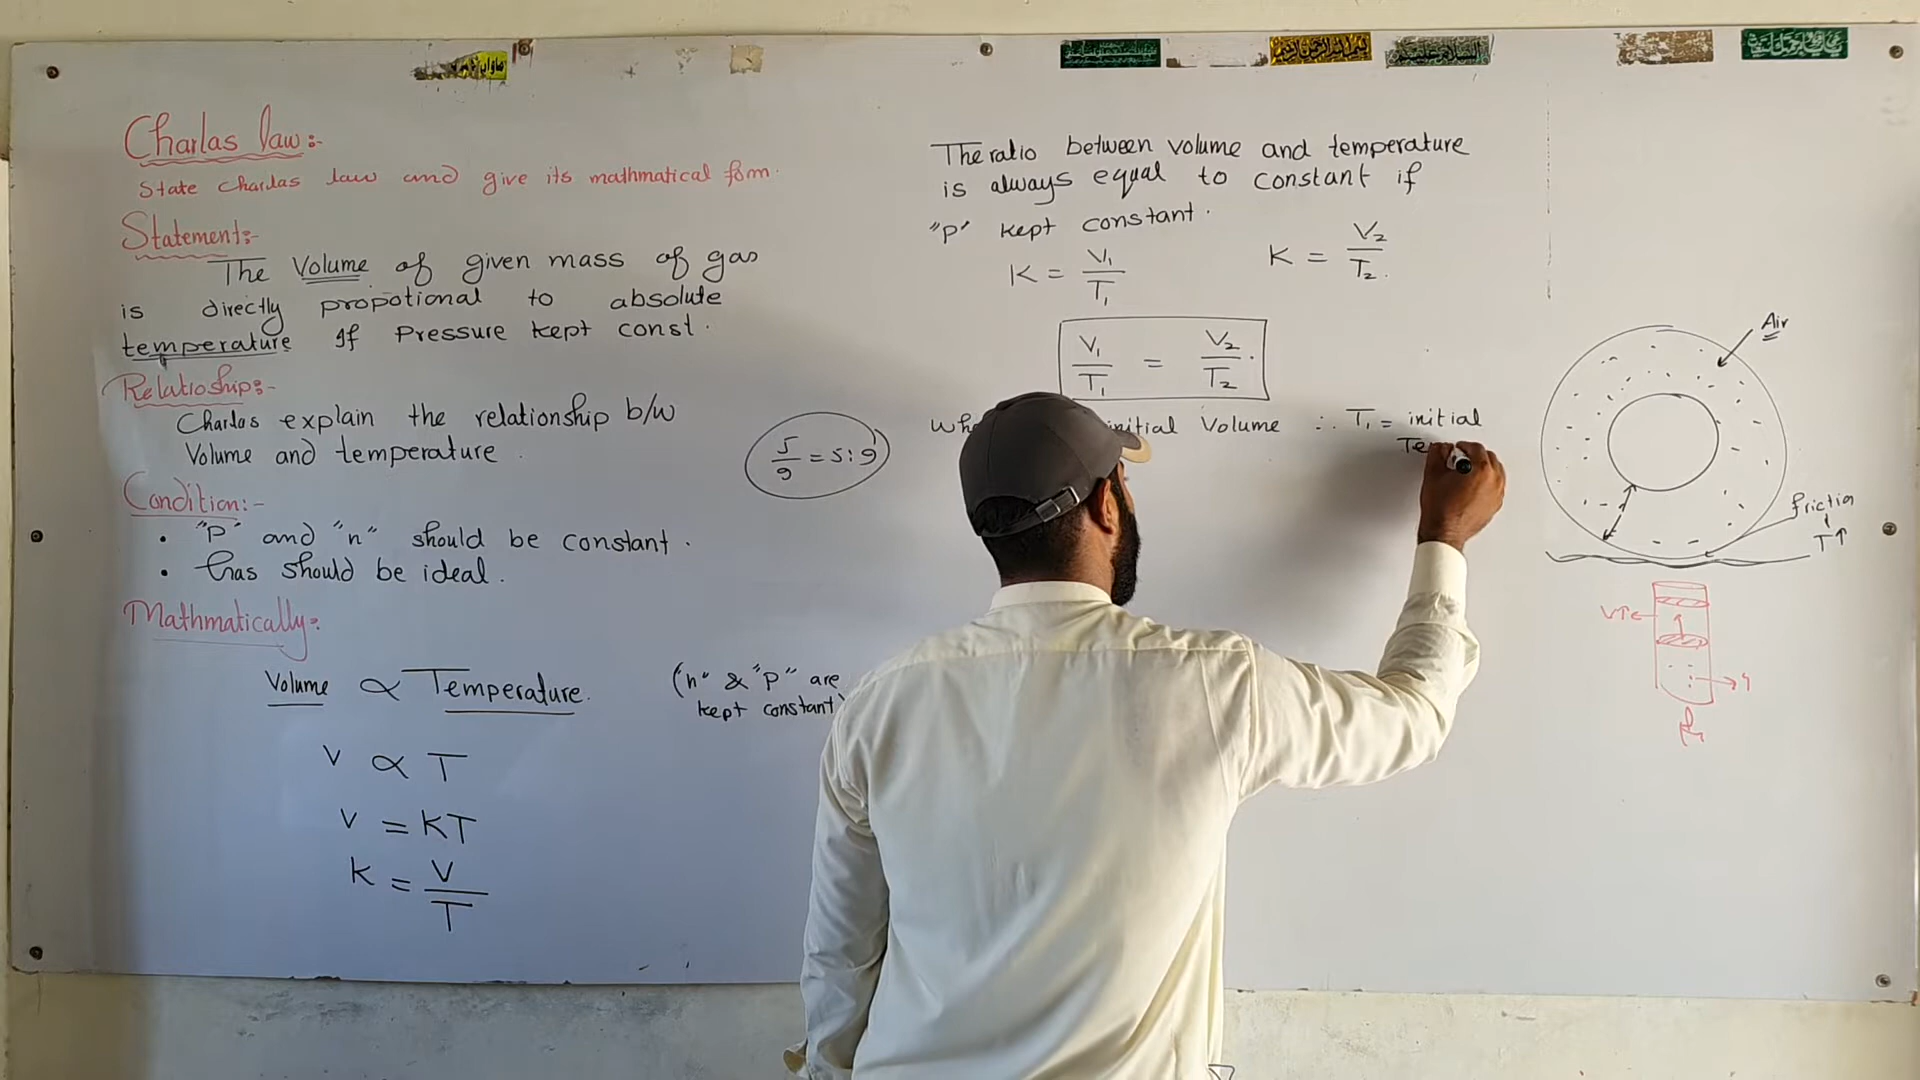 Charlas law:-
State Charlas law and give its mathmatical form.
Statement:-
The Volume of given mass of gas
is directly propotional to absolute
temperature If Pressure kept const.
Relatioship:-
Charlas explain the relationship b/w
Volume and temperature.
Condition:-
• "P" and "n" should be constant.
• Gas should be ideal.
Mathmatically:
Volume ∝ Temperature. ("n" & "P" are
kept constant)
V ∝ T
V = KT
K = V/T
5/9 = 5:9
The ratio between volume and temperature
is always equal to constant if
"P" kept constant.
K = V₁/T₁ K = V₂/T₂.
V₁/T₁ = V₂/T₂.
initial Volume ∴ T₁ = initial
Air
friction
T↑
V↑
السلام علیکم